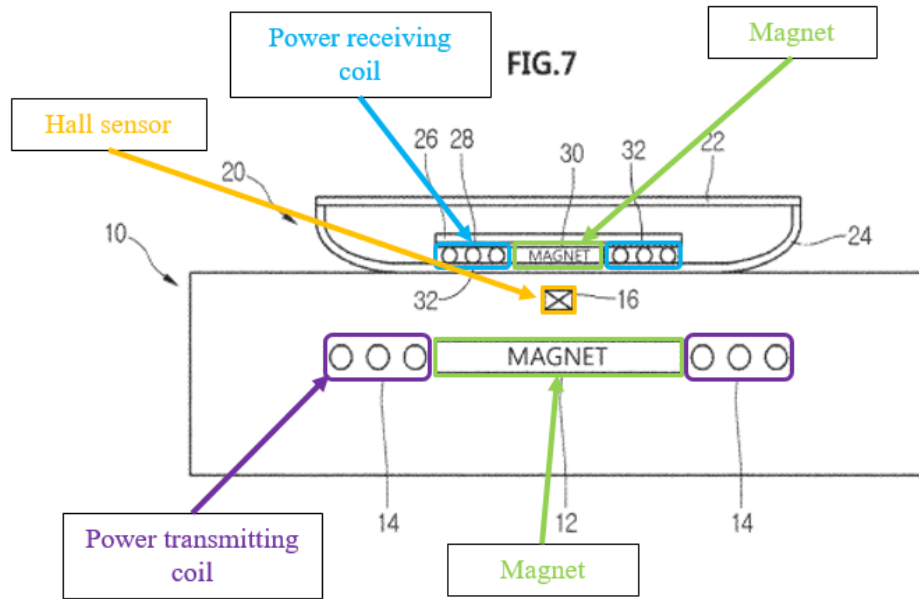 Power receiving
coil
FIG.7
Magnet
Hall sensor
26
28
30
32
22
20
10
24
MAGNET
32
16
MAGNET
14
12
14
Power transmitting
coil
Magnet